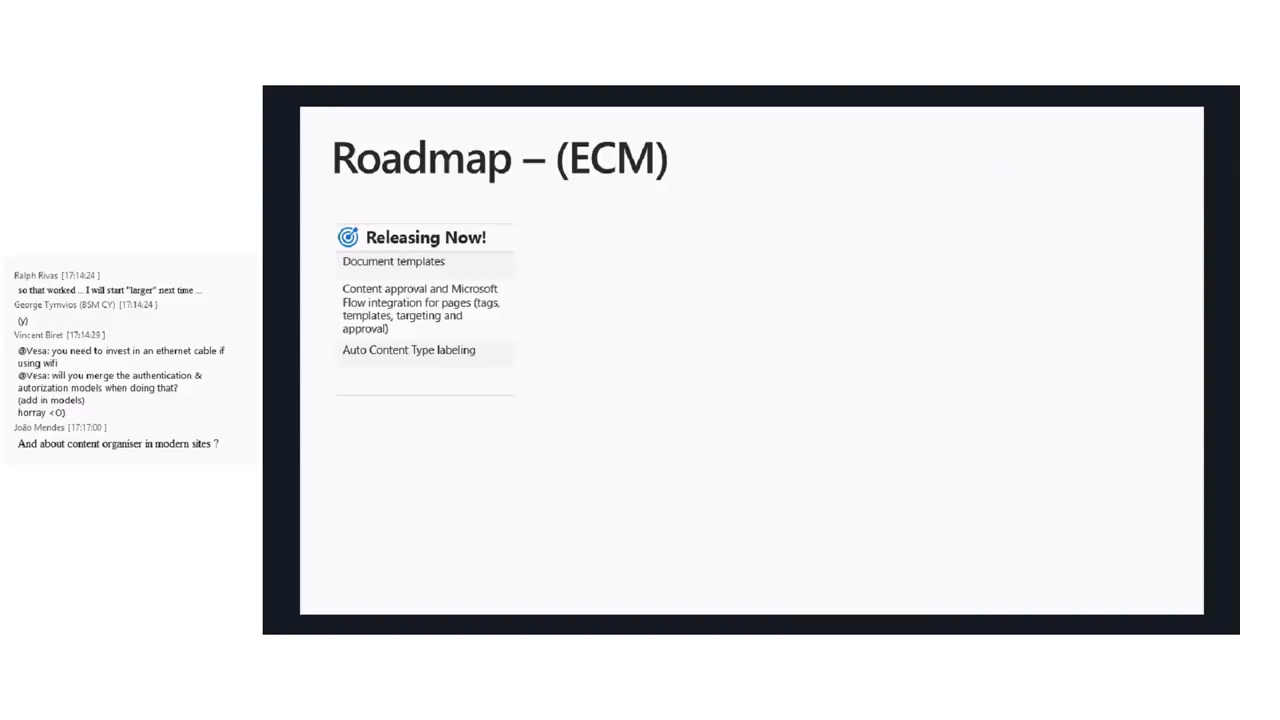 Roadmap – (ECM)
Releasing Now!
Document templates
Content approval and Microsoft
Flow integration for pages (tags,
templates, targeting and
approval)
Auto Content Type labeling
Ralph Rivas [17:14:24 ]
so that worked ... I will start "larger" next time ...
George Tymvios (BSM CY) [17:14:24 ]
(y)
Vincent Biret [17:14:29 ]
@Vesa: you need to invest in an ethernet cable if
using wifi
@Vesa: will you merge the authentication &
autorization models when doing that?
(add in models)
horray <O)
João Mendes [17:17:00 ]
And about content organiser in modern sites ?